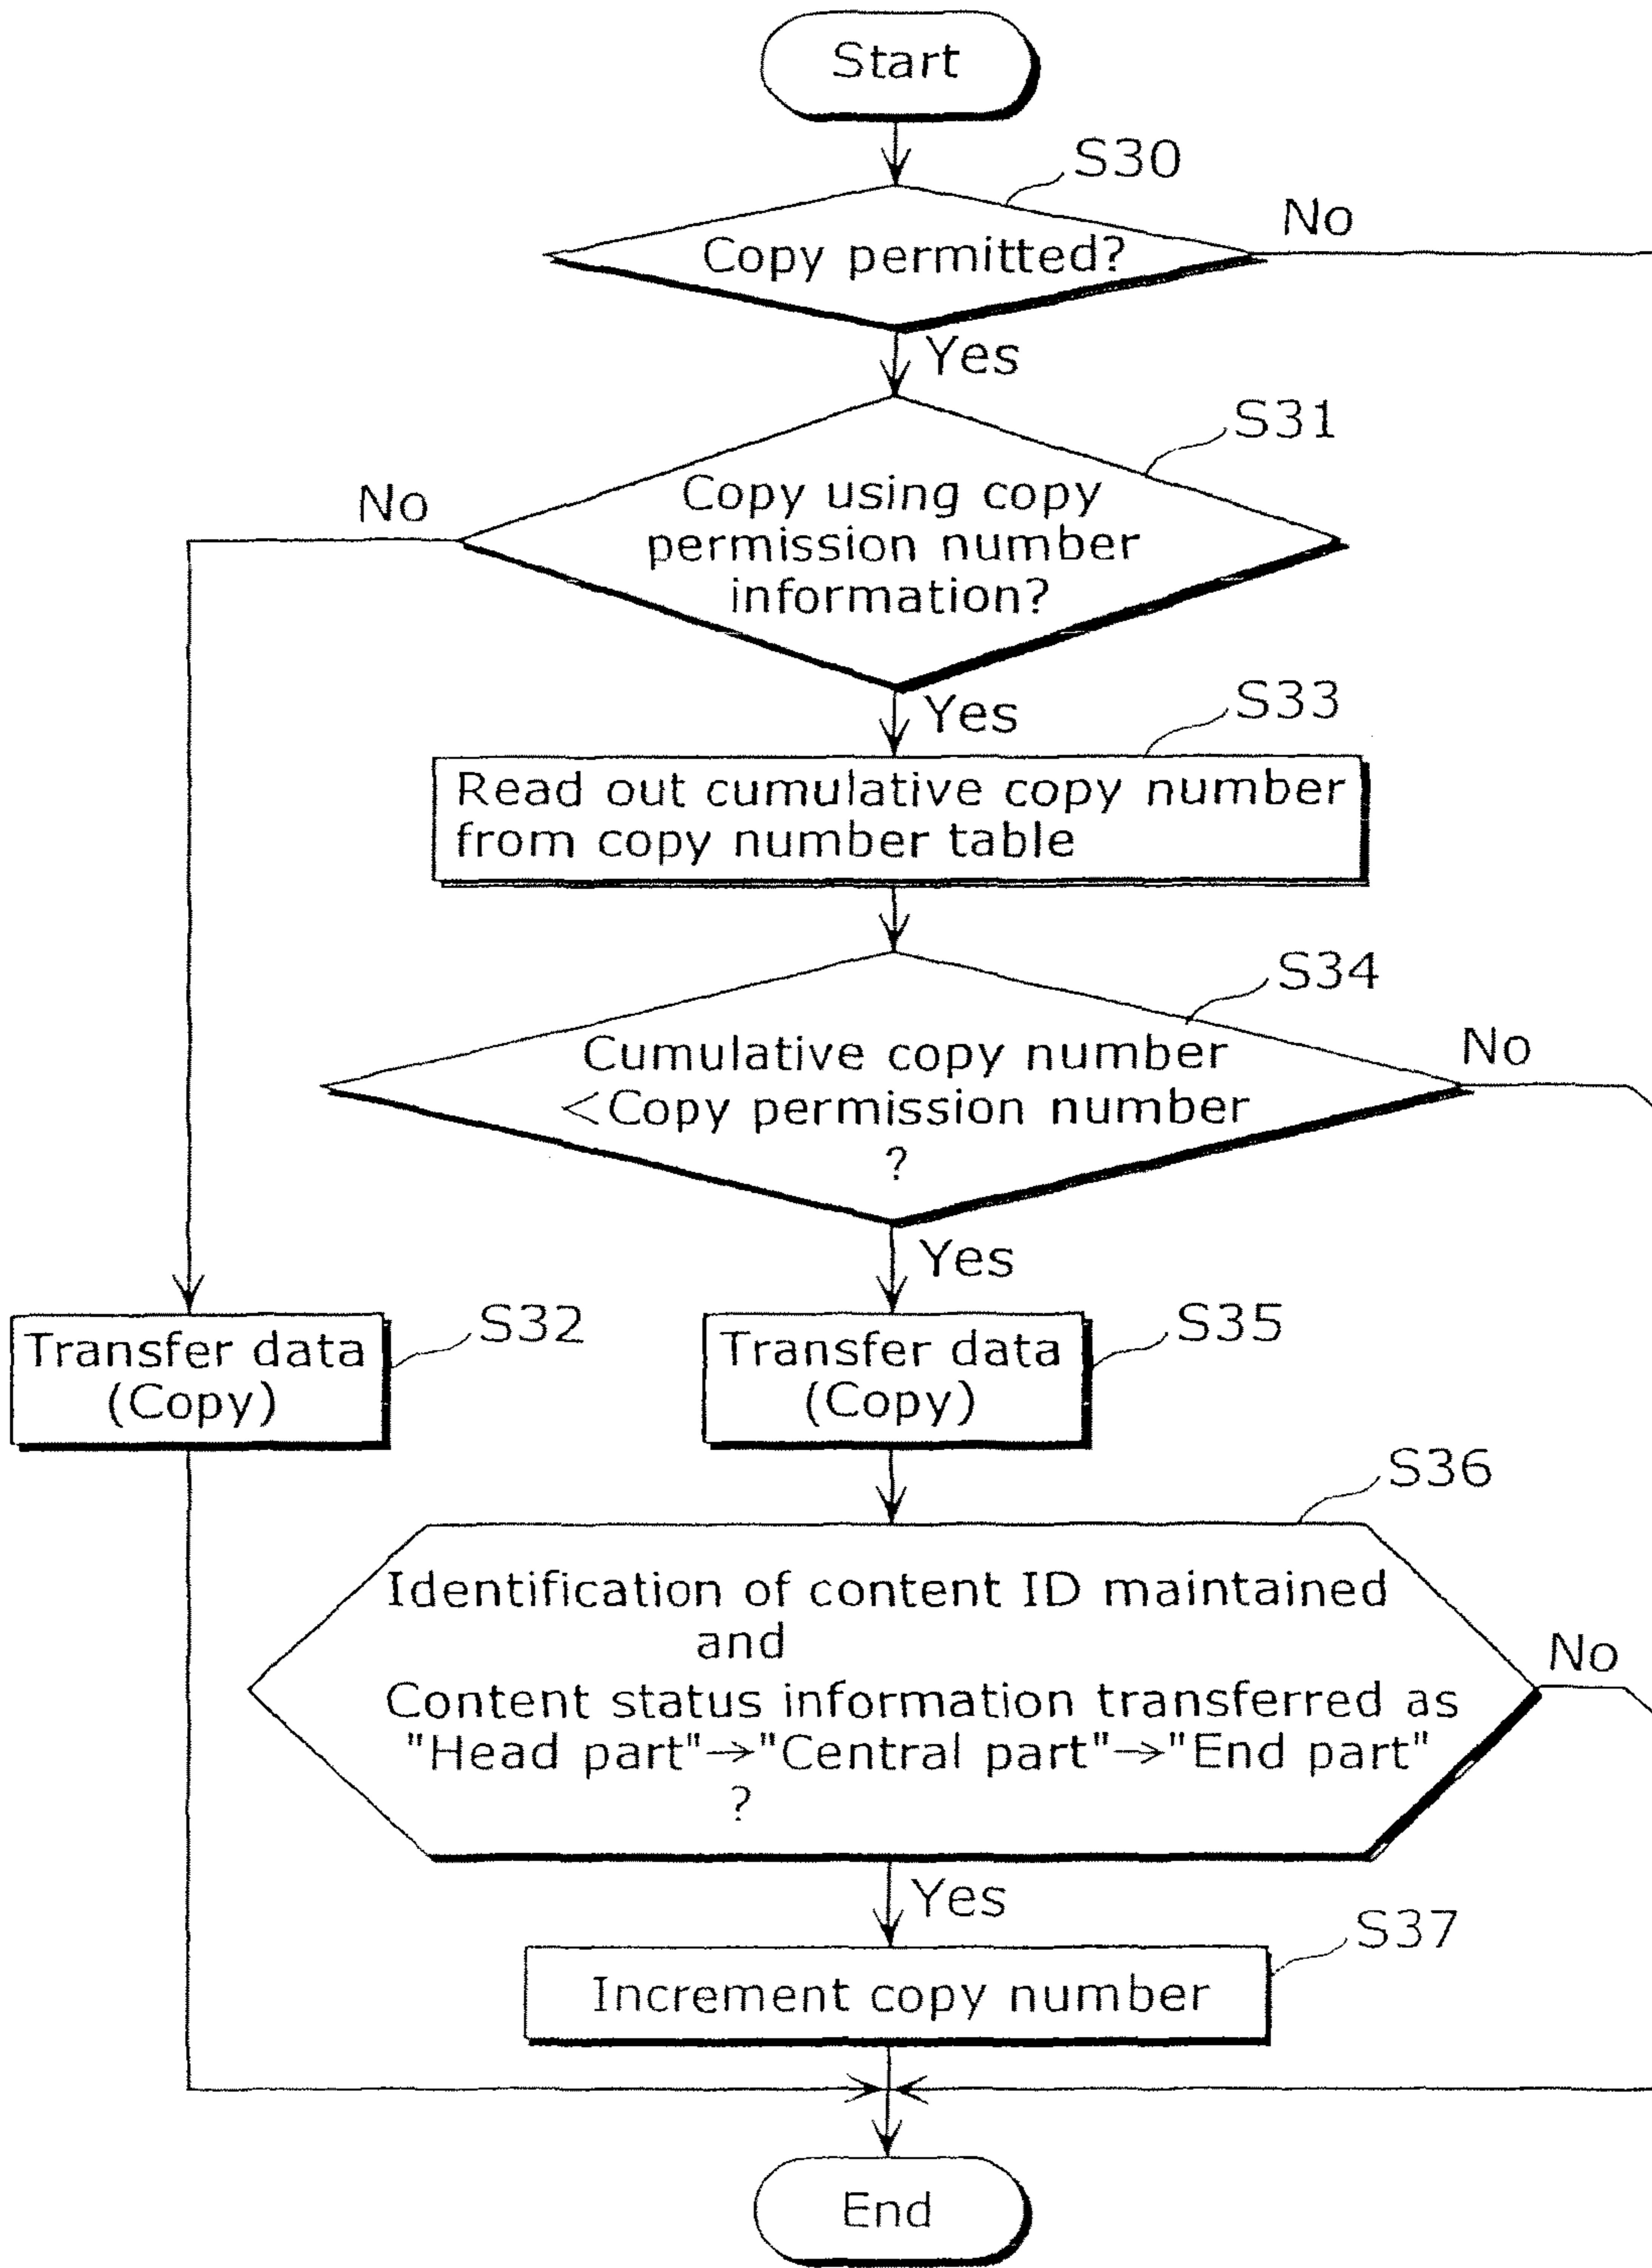 Start
S30
No
Copy permitted?
Yes
S31
No
Copy using copy
permission number
information?
Yes
S33
Read out cumulative copy number
from copy number table
S34
No
Cumulative copy number
<Copy permission number
?
Yes
S32
Transfer data
(Copy)
S35
Transfer data
(Copy)
S36
Identification of content ID maintained
and
No
Content status information transferred as
"Head part"→"Central part"→"End part"
?
Yes
S37
Increment copy number
End